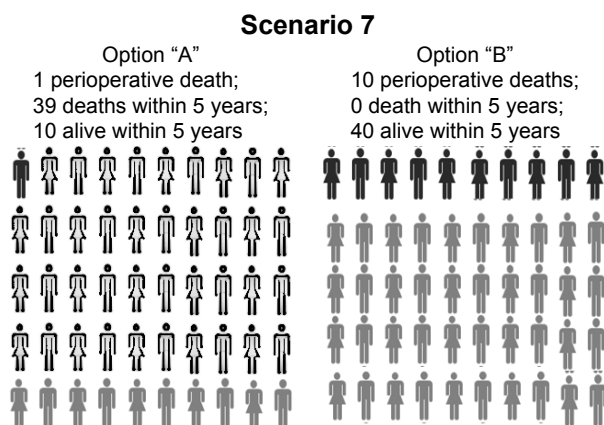 Scenario 7
Option “A”
1 perioperative death;
39 deaths within 5 years;
10 alive within 5 years
Option “B”
10 perioperative deaths;
0 death within 5 years;
40 alive within 5 years